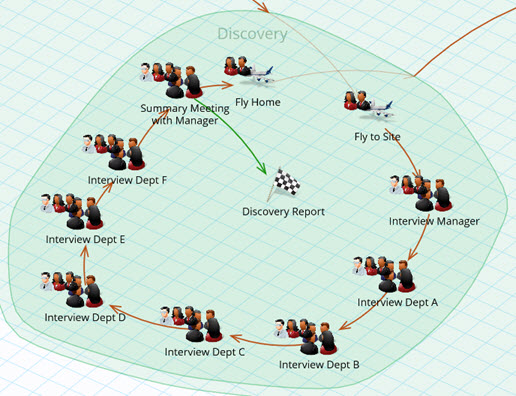 Discovery
Fly Home
Summary Meeting
with Manager
Fly to Site
Interview Dept F
Discovery Report
Interview Manager
Interview Dept E
Interview Dept A
Interview Dept D
Interview Dept C
Interview Dept B